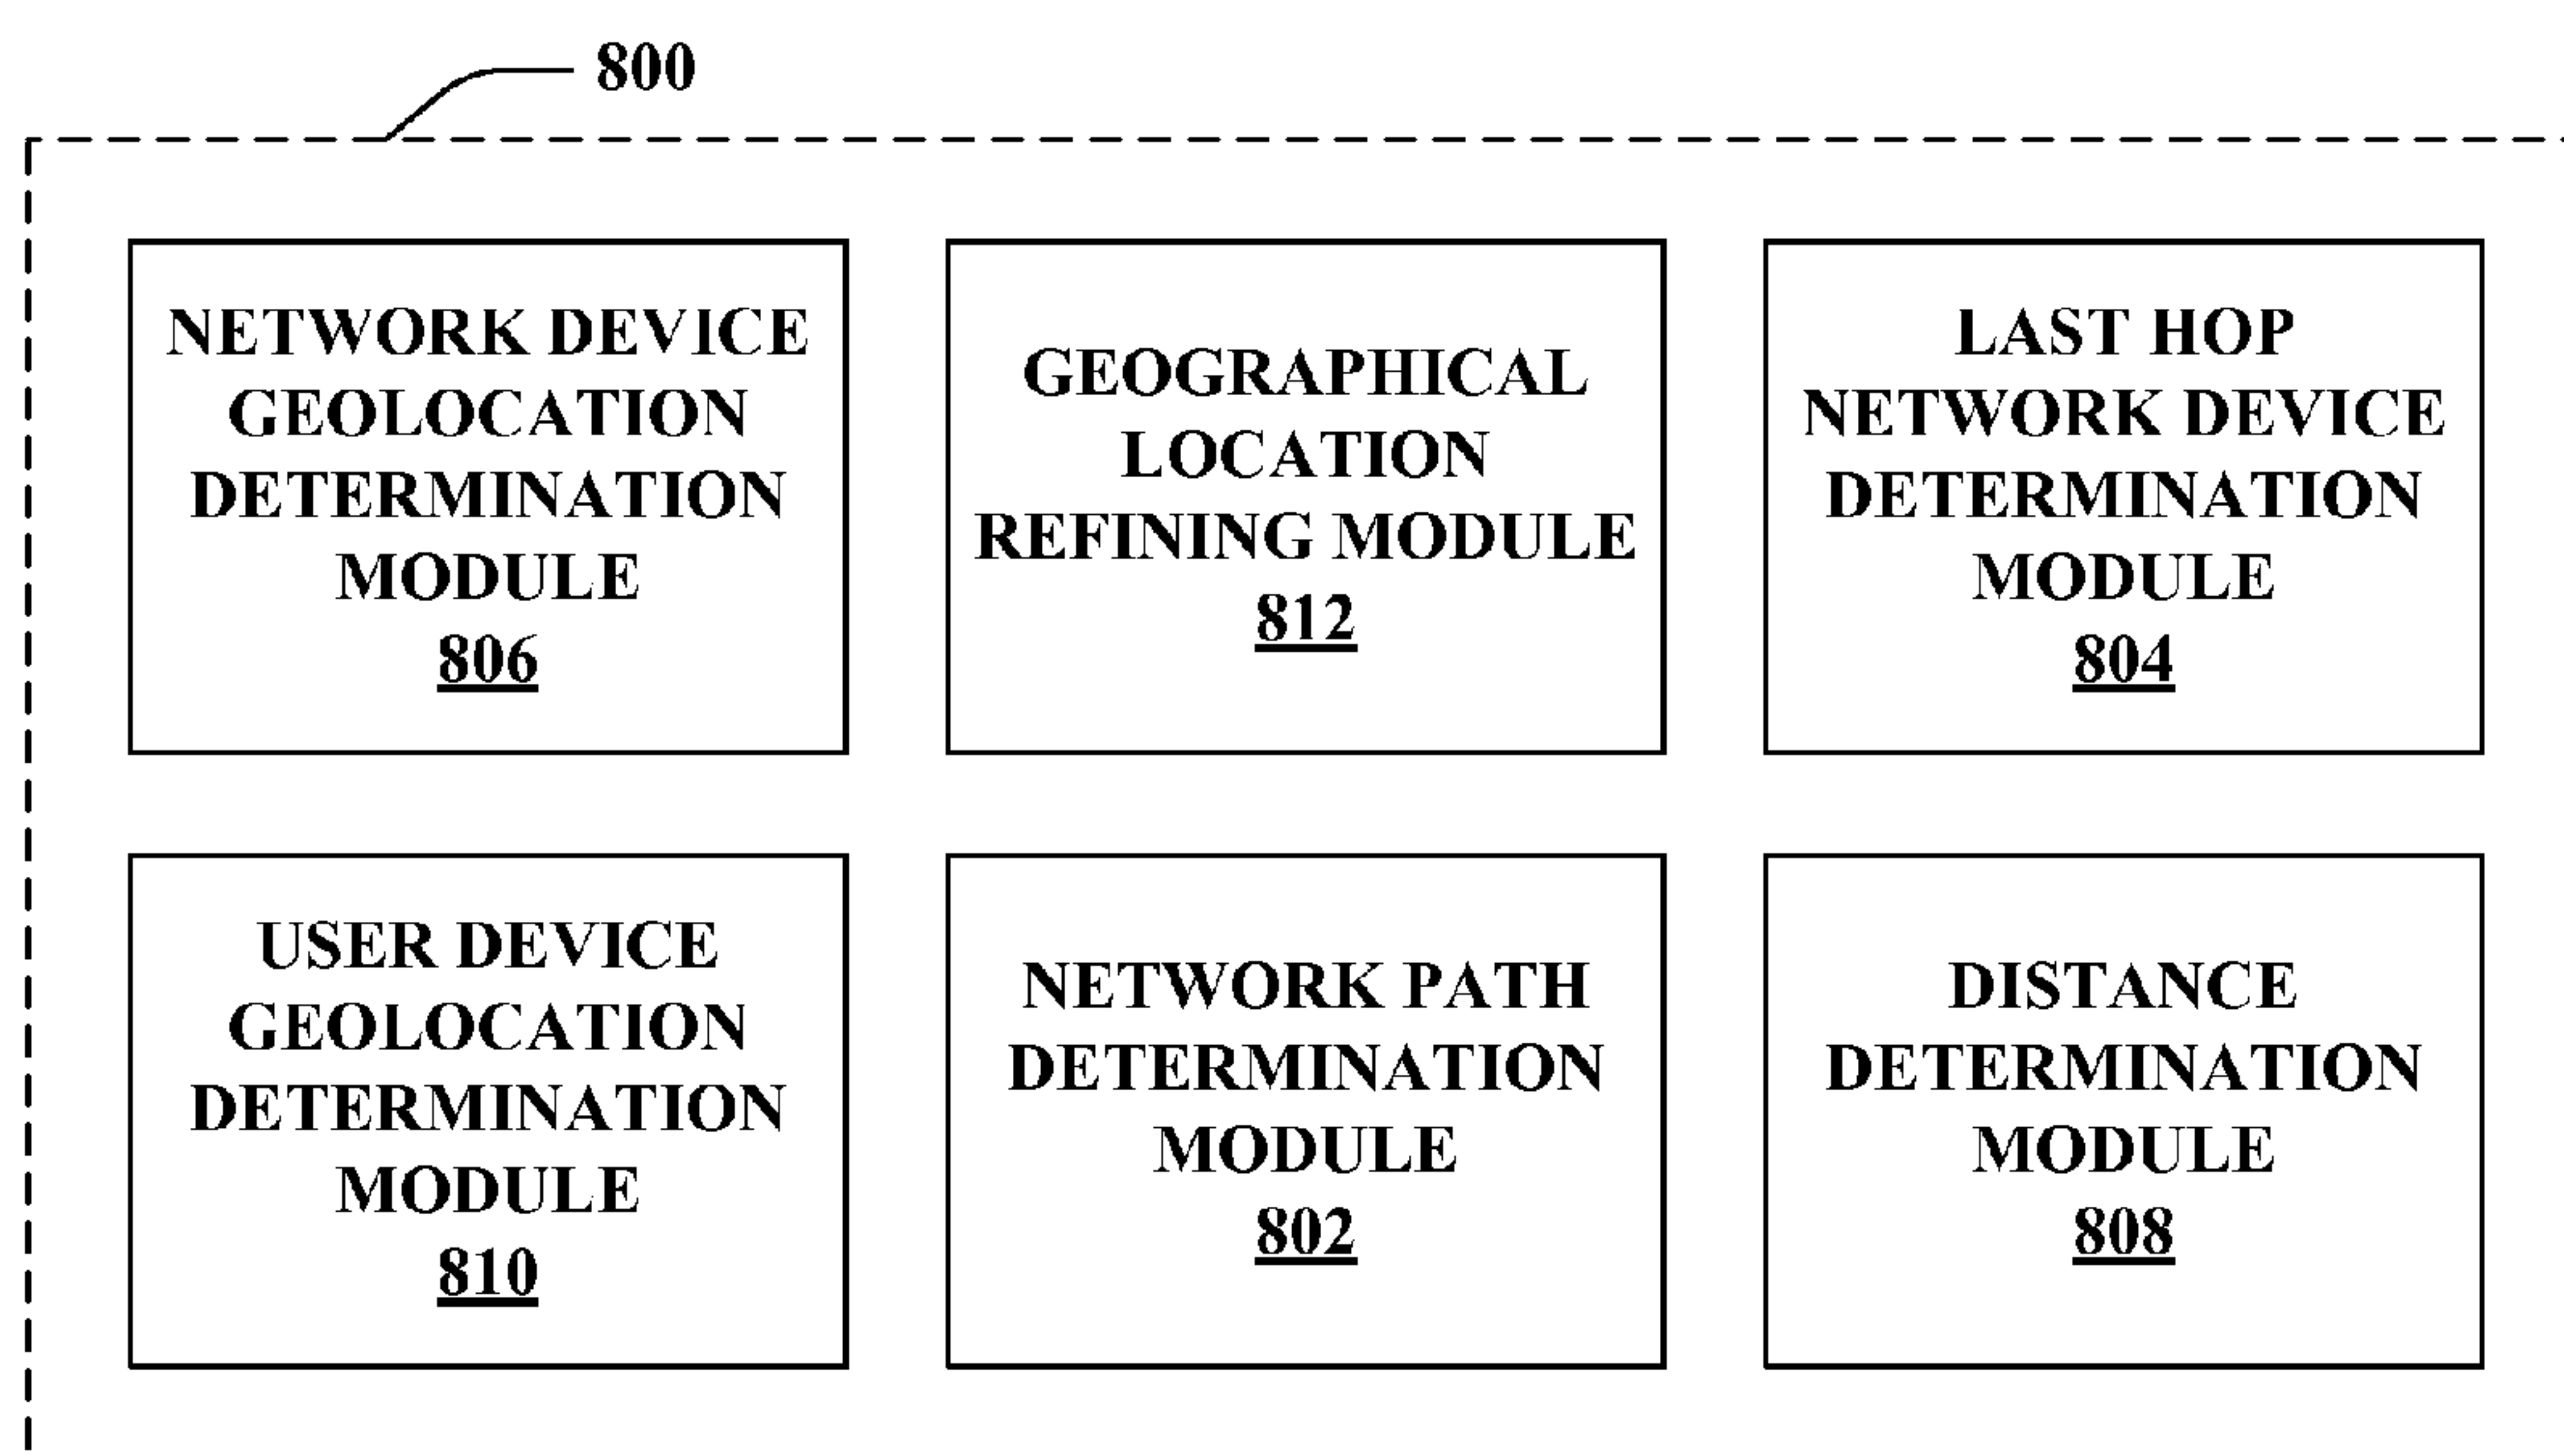 800
NETWORK DEVICE
GEOLOCATION
DETERMINATION
MODULE
806
GEOGRAPHICAL
LOCATION
REFINING MODULE
812
LAST HOP
NETWORK DEVICE
DETERMINATION
MODULE
804
USER DEVICE
GEOLOCATION
DETERMINATION
MODULE
810
NETWORK PATH
DETERMINATION
MODULE
802
DISTANCE
DETERMINATION
MODULE
808